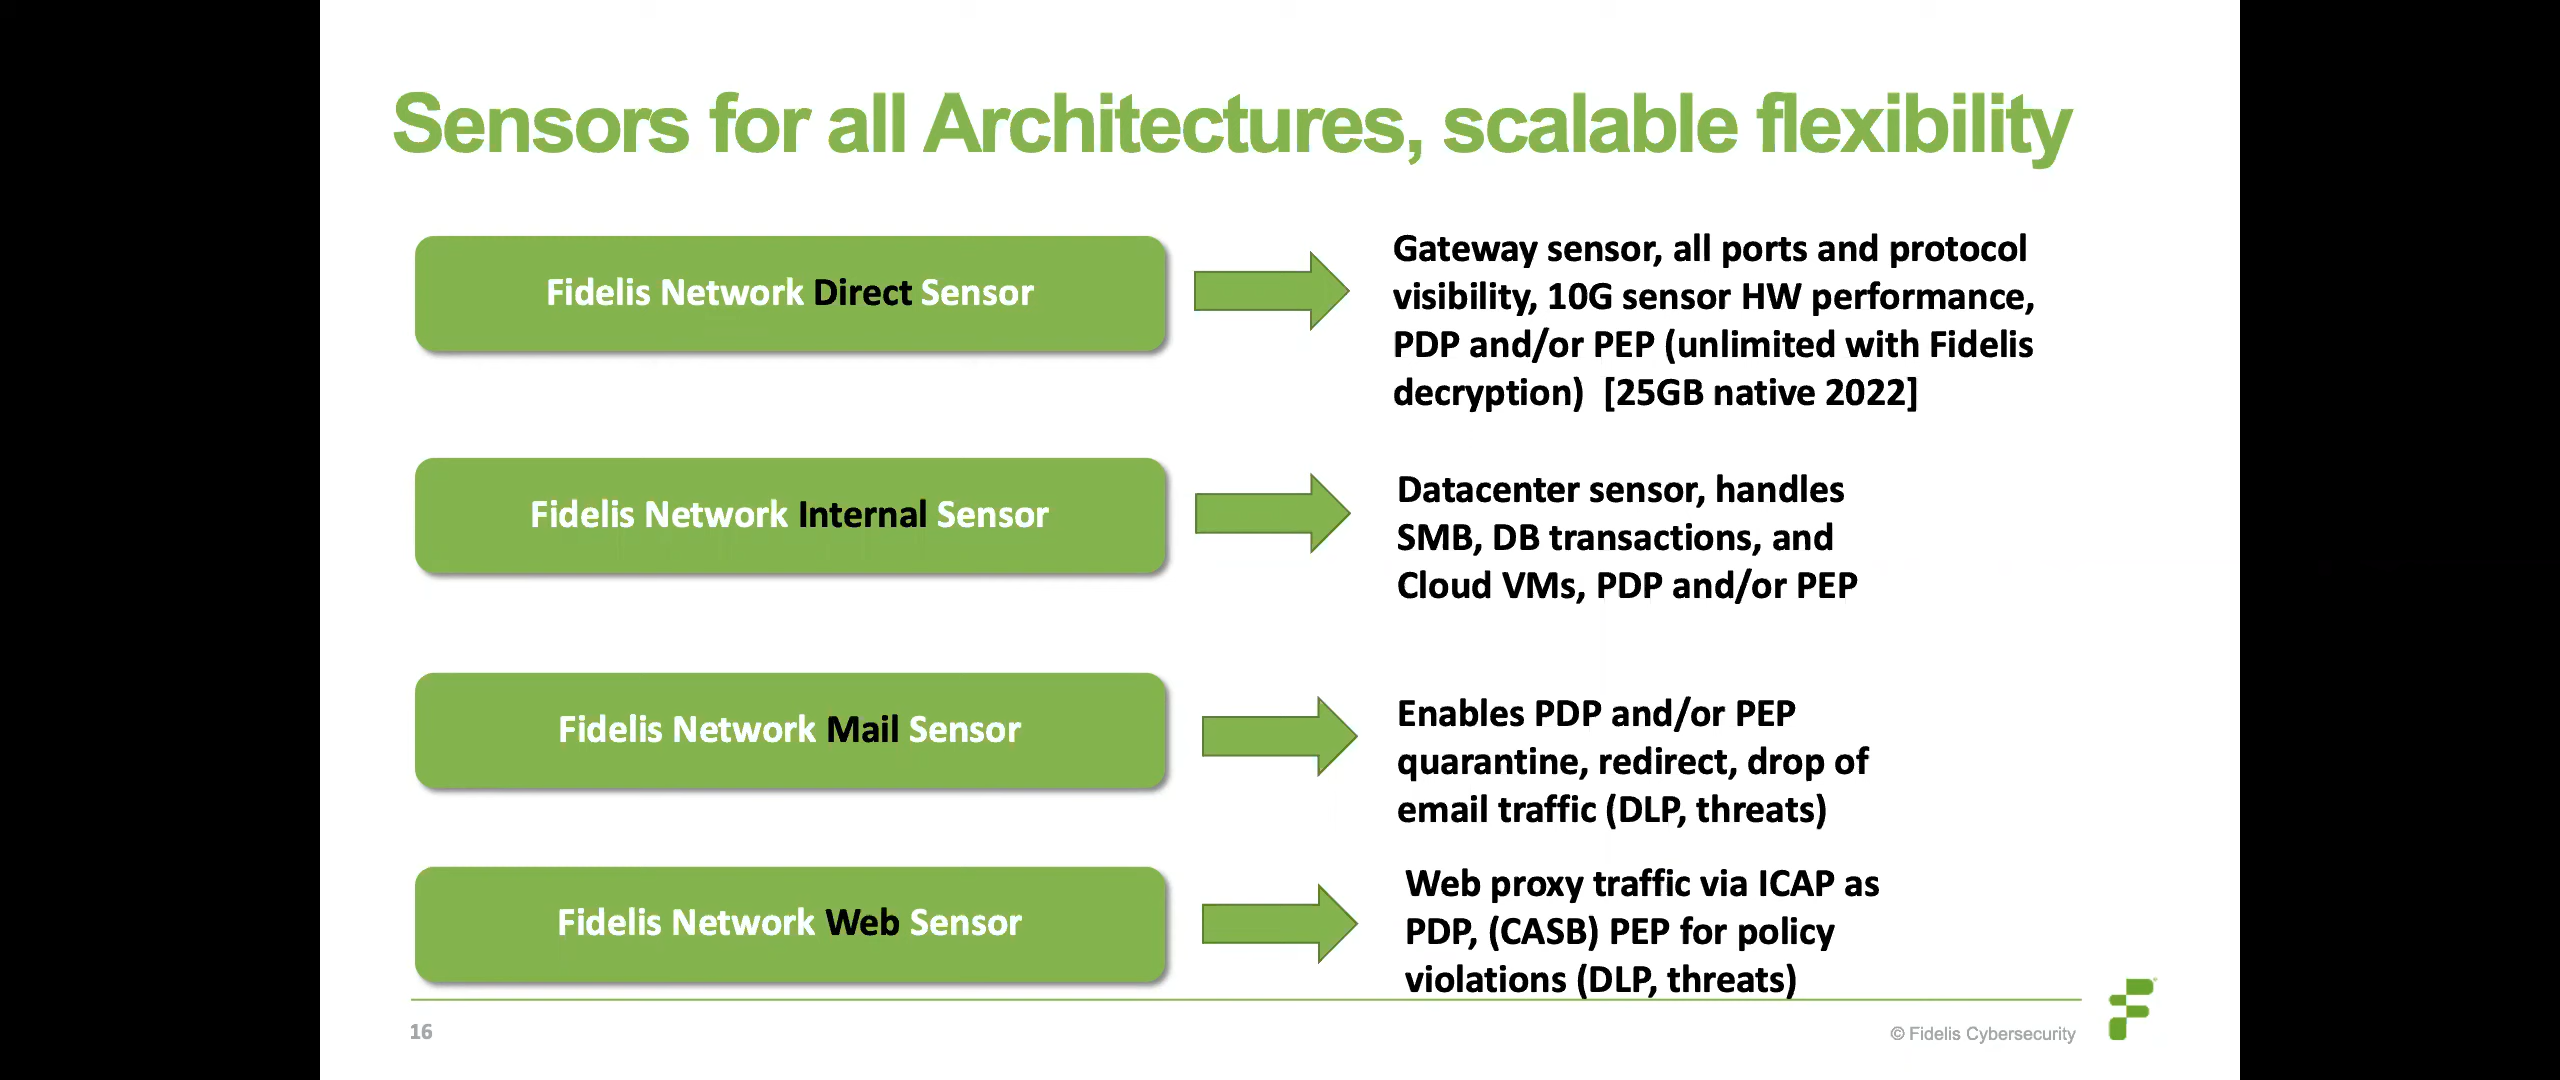 Sensors for all Architectures, scalable flexibility
Fidelis Network Direct Sensor
Gateway sensor, all ports and protocol
visibility, 10G sensor HW performance,
PDP and/or PEP (unlimited with Fidelis
decryption)  [25GB native 2022]
Fidelis Network Internal Sensor
Datacenter sensor, handles
SMB, DB transactions, and
Cloud VMs, PDP and/or PEP
Fidelis Network Mail Sensor
Enables PDP and/or PEP
quarantine, redirect, drop of
email traffic (DLP, threats)
Fidelis Network Web Sensor
Web proxy traffic via ICAP as
PDP, (CASB) PEP for policy
violations (DLP, threats)
16
© Fidelis Cybersecurity